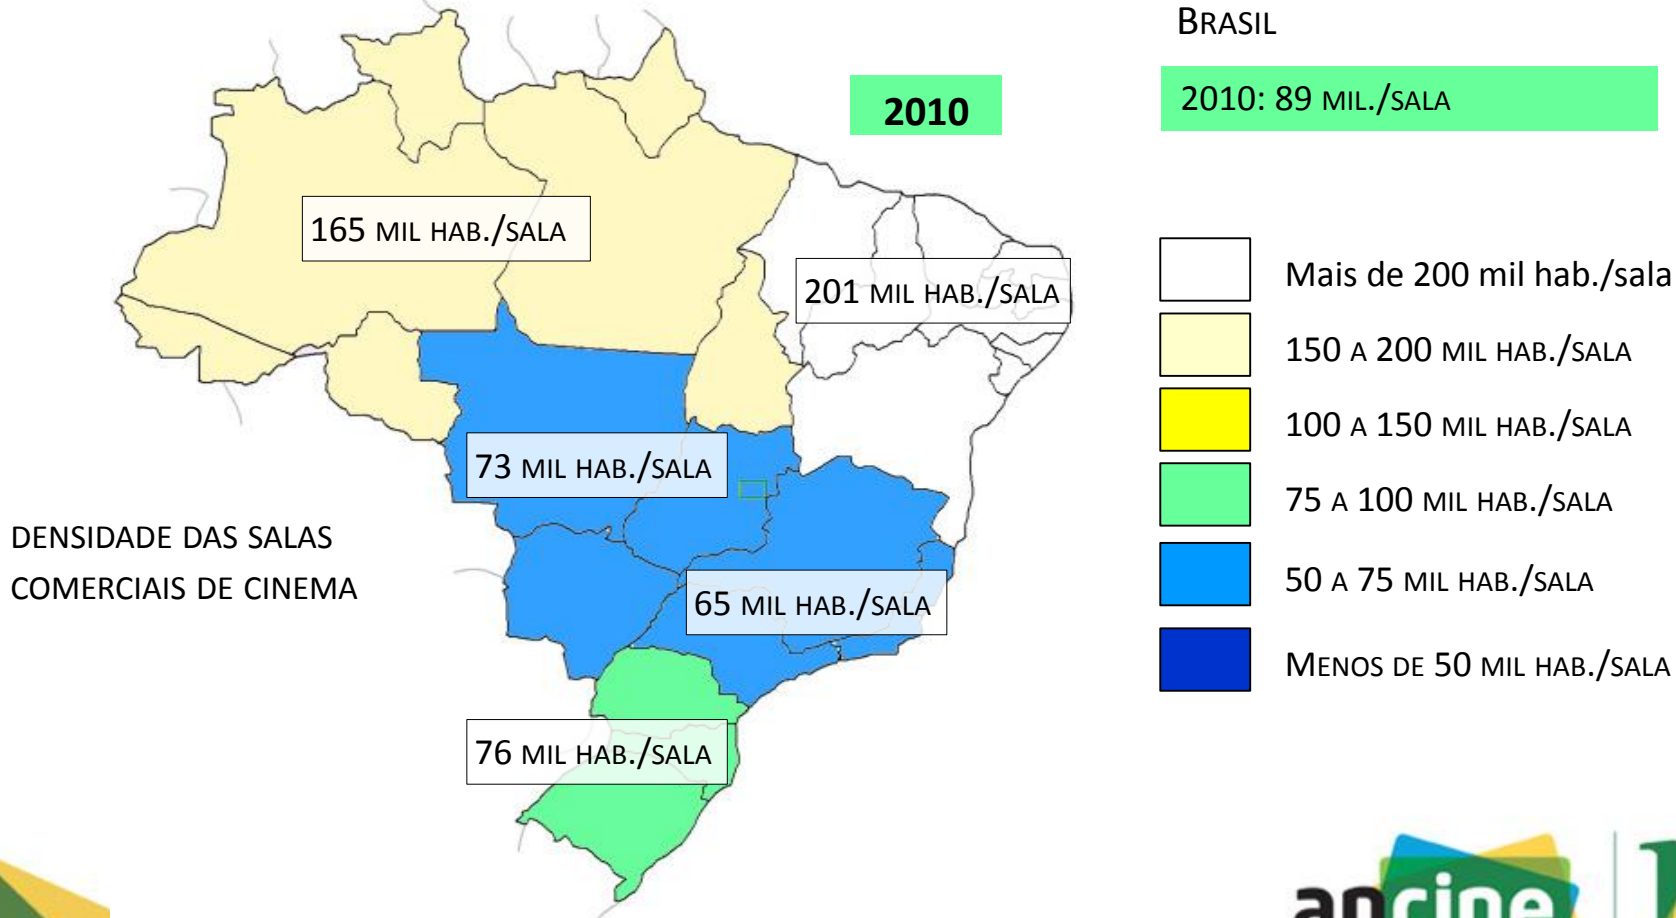 BRASIL
2010
2010: 89 MIL./SALA
165 MIL HAB./SALA
201 MIL HAB./SALA
73 MIL HAB./SALA
65 MIL HAB./SALA
76 MIL HAB./SALA
DENSIDADE DAS SALAS
COMERCIAIS DE CINEMA
Mais de 200 mil hab./sala
150 A 200 MIL HAB./SALA
100 A 150 MIL HAB./SALA
75 A 100 MIL HAB./SALA
50 A 75 MIL HAB./SALA
MENOS DE 50 MIL HAB./SALA
ancine